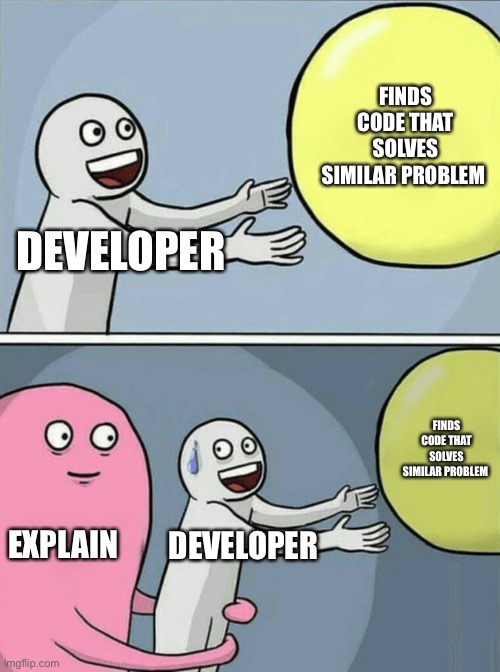 FINDS
CODE THAT
SOLVES
SIMILAR PROBLEM
DEVELOPER
FINDS
CODE THAT
SOLVES
SIMILAR PROBLEM
EXPLAIN
DEVELOPER
imgflip.com